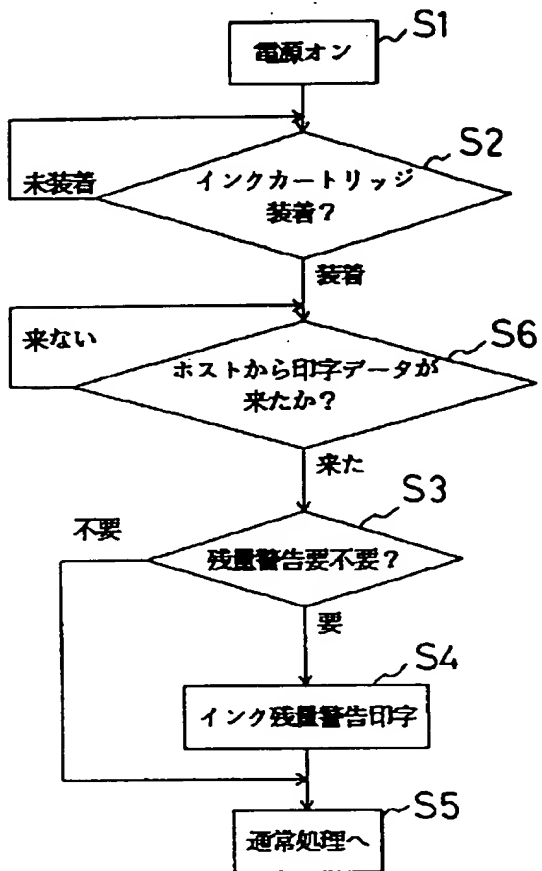 S1
電源オン
S2
インクカートリッジ
装着?
未装着
装着
S6
来ない
ホストから印字データが
来たか?
来た
S3
不要
残量警告要不要?
要
S4
インク残量警告印字
S5
通常処理へ